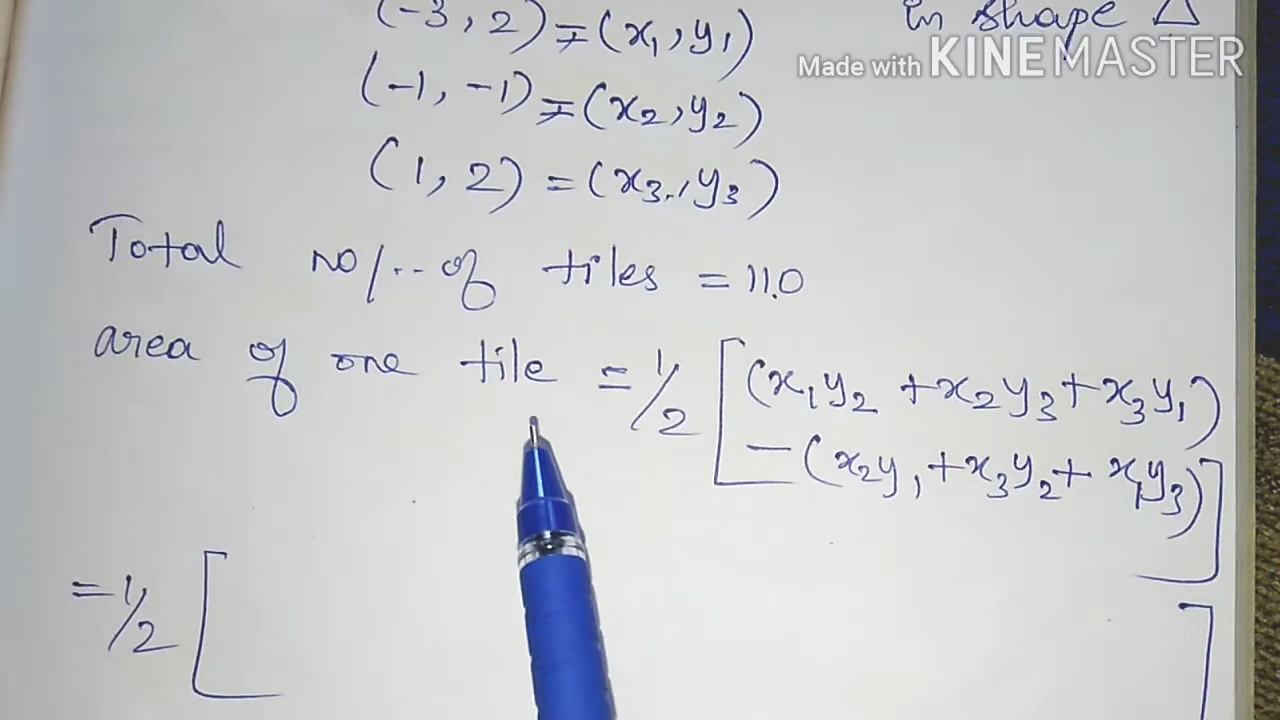 (-3, 2) = (x₁, y₁)
in shape Δ
Made with KINEMASTER
(-1, -1) = (x₂, y₂)
(1, 2) = (x₃, y₃)
Total no/.. of tiles = 110
area of one tile = 1/2 [(x₁y₂ + x₂y₃ + x₃y₁)
- (x₂y₁ + x₃y₂ + x₁y₃)]
= 1/2 [ ]